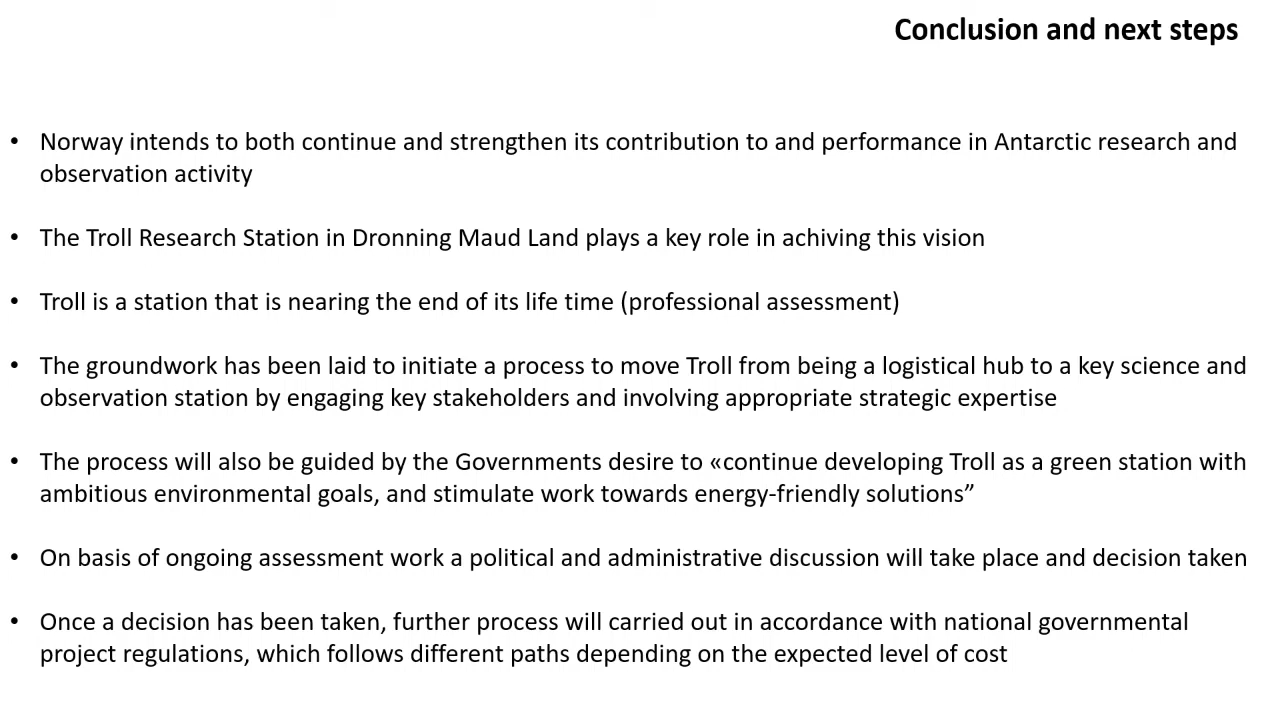 Conclusion and next steps
• Norway intends to both continue and strengthen its contribution to and performance in Antarctic research and
observation activity
• The Troll Research Station in Dronning Maud Land plays a key role in achiving this vision
• Troll is a station that is nearing the end of its life time (professional assessment)
• The groundwork has been laid to initiate a process to move Troll from being a logistical hub to a key science and
observation station by engaging key stakeholders and involving appropriate strategic expertise
• The process will also be guided by the Governments desire to «continue developing Troll as a green station with
ambitious environmental goals, and stimulate work towards energy-friendly solutions”
• On basis of ongoing assessment work a political and administrative discussion will take place and decision taken
• Once a decision has been taken, further process will carried out in accordance with national governmental
project regulations, which follows different paths depending on the expected level of cost